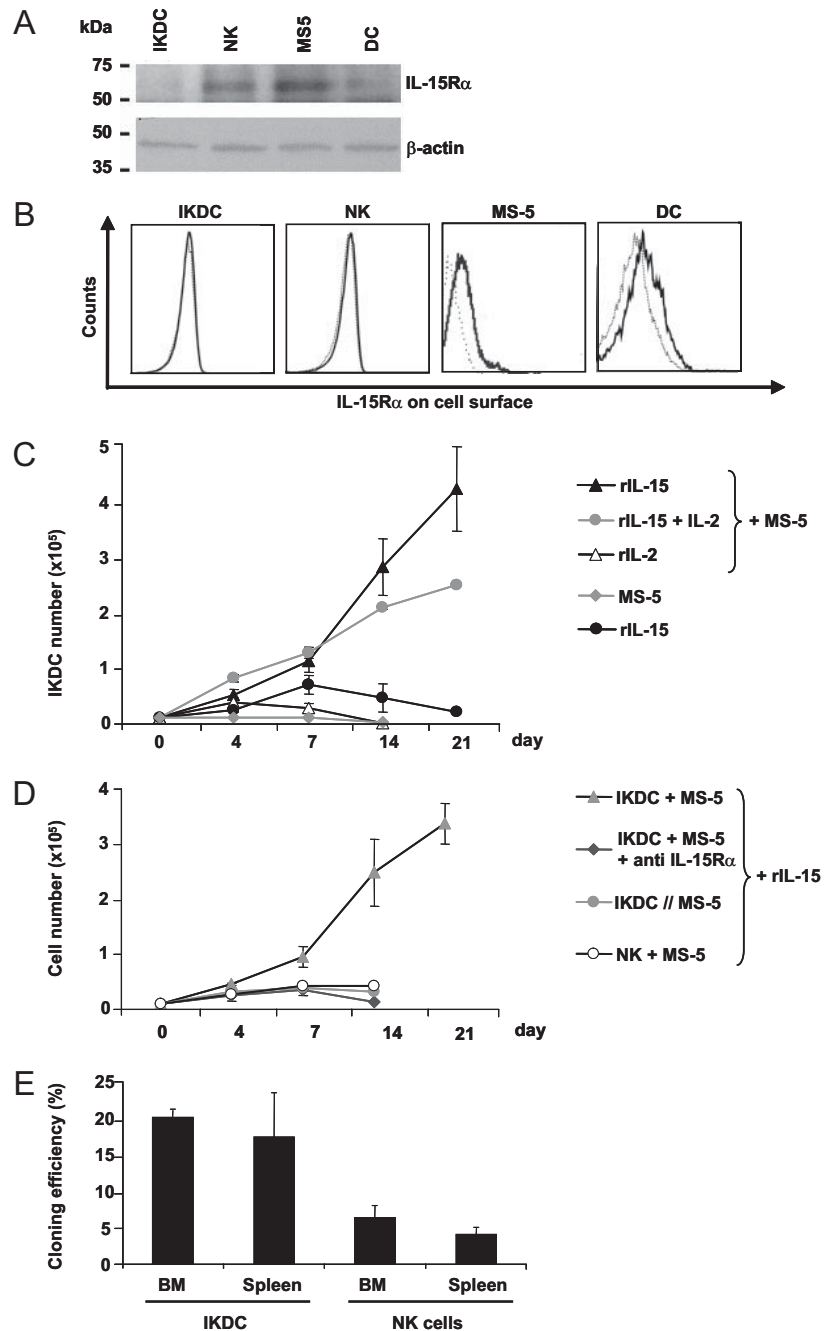 A
kDa
IKDC
NK
MS5
DC
75
50
IL-15Rα
50
35
β-actin
B
IKDC
NK
MS-5
DC
Counts
IL-15Rα on cell surface
C
IKDC number (x10⁵)
5
4
3
2
1
0
0 4 7 14 21 day
rIL-15
rIL-15 + IL-2
rIL-2
+ MS-5
MS-5
rIL-15
D
Cell number (x10⁵)
4
3
2
1
0
0 4 7 14 21 day
IKDC + MS-5
IKDC + MS-5
+ anti IL-15Rα
IKDC // MS-5
NK + MS-5
+ rIL-15
E
Cloning efficiency (%)
25
20
15
10
5
0
BM Spleen BM Spleen
IKDC NK cells